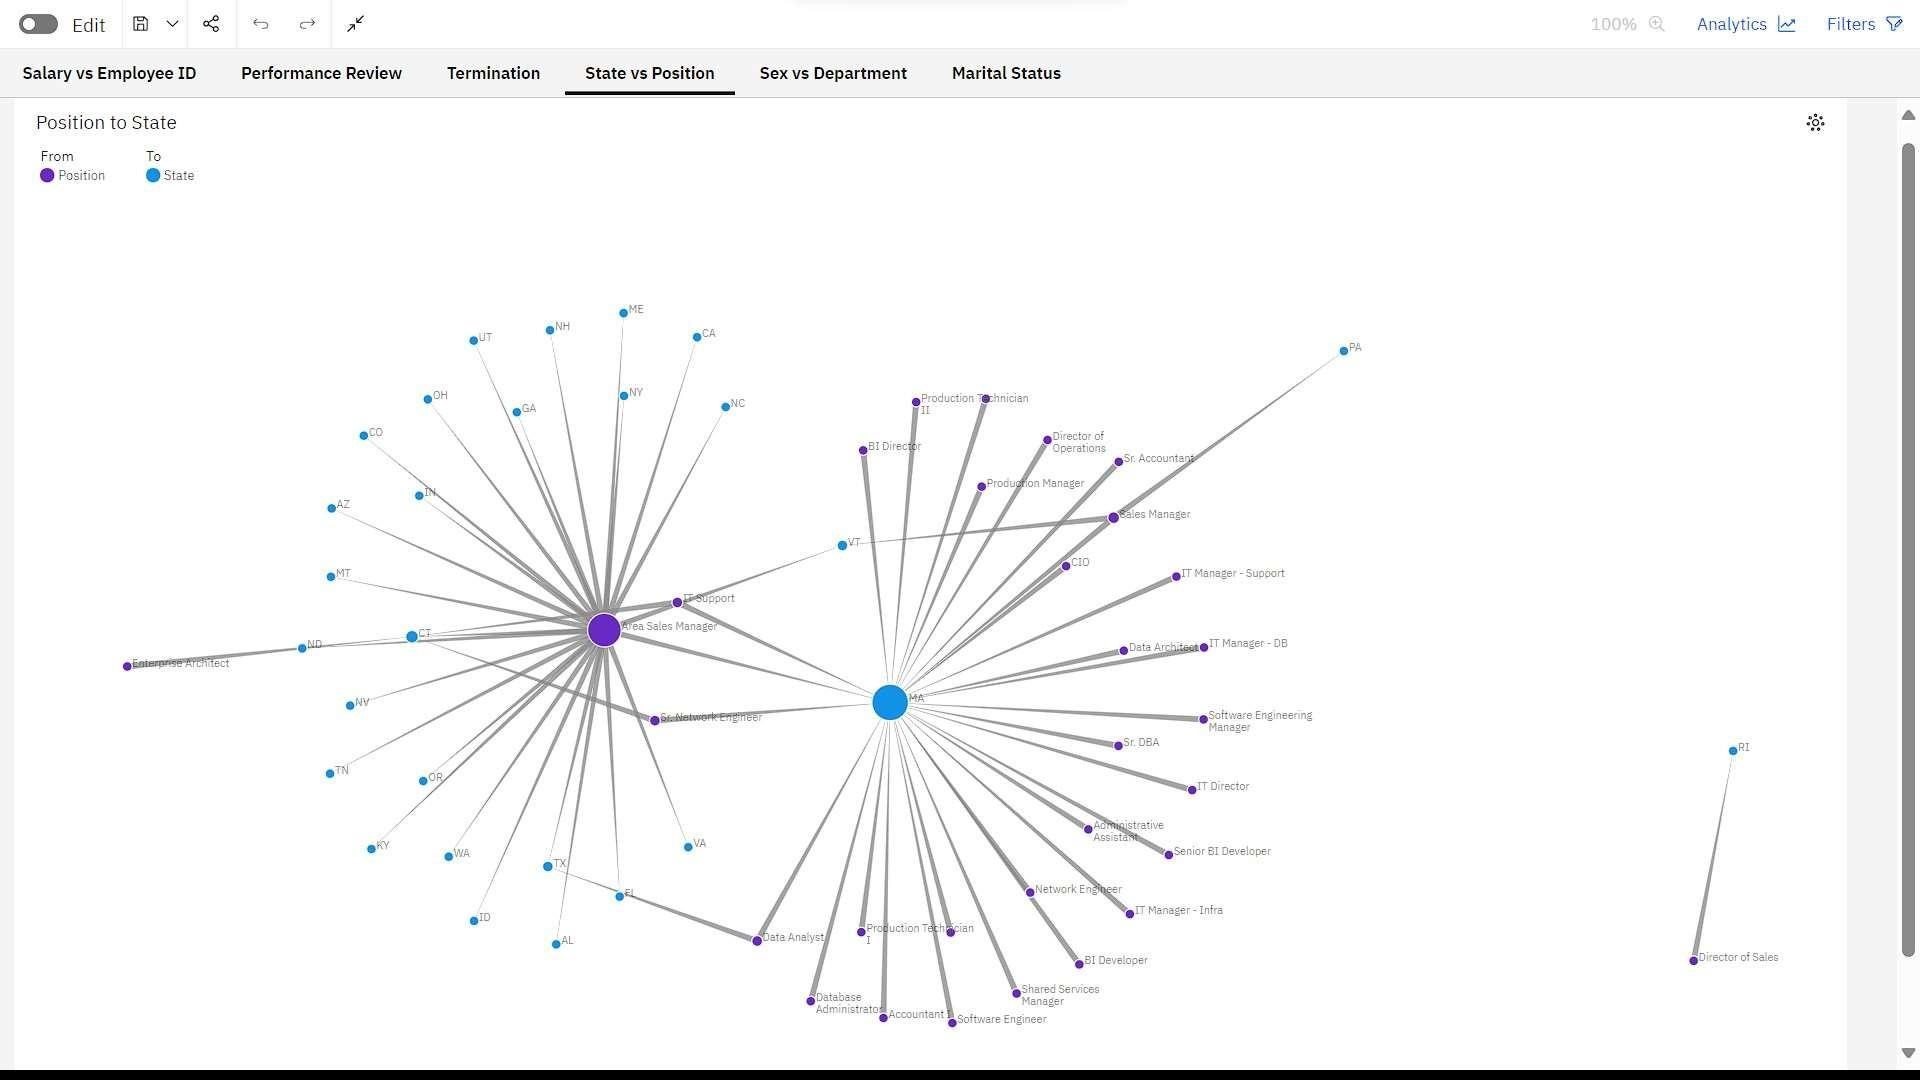 Edit
100%
Analytics
Filters
Salary vs Employee ID
Performance Review
Termination
State vs Position
Sex vs Department
Marital Status
Position to State
From
To
Position
State
ME
NH
CA
UT
PA
OH
GA
NY
NC
Production Technician
II
CO
BI Director
Director of
Operations
Sr. Accountant
Production Manager
IN
AZ
Sales Manager
VT
CIO
MT
IT Manager - Support
IT Support
Area Sales Manager
CT
ND
Data Architect
IT Manager - DB
Enterprise Architect
NV
MA
Sr. Network Engineer
Software Engineering
Manager
Sr. DBA
RI
TN
OR
IT Director
KY
WA
VA
Administrative
Assistant
Senior BI Developer
TX
FL
Network Engineer
ID
AL
IT Manager - Infra
Data Analyst
Production Technician
I
BI Developer
Director of Sales
Database
Administrator
Shared Services
Manager
Accountant I
Software Engineer